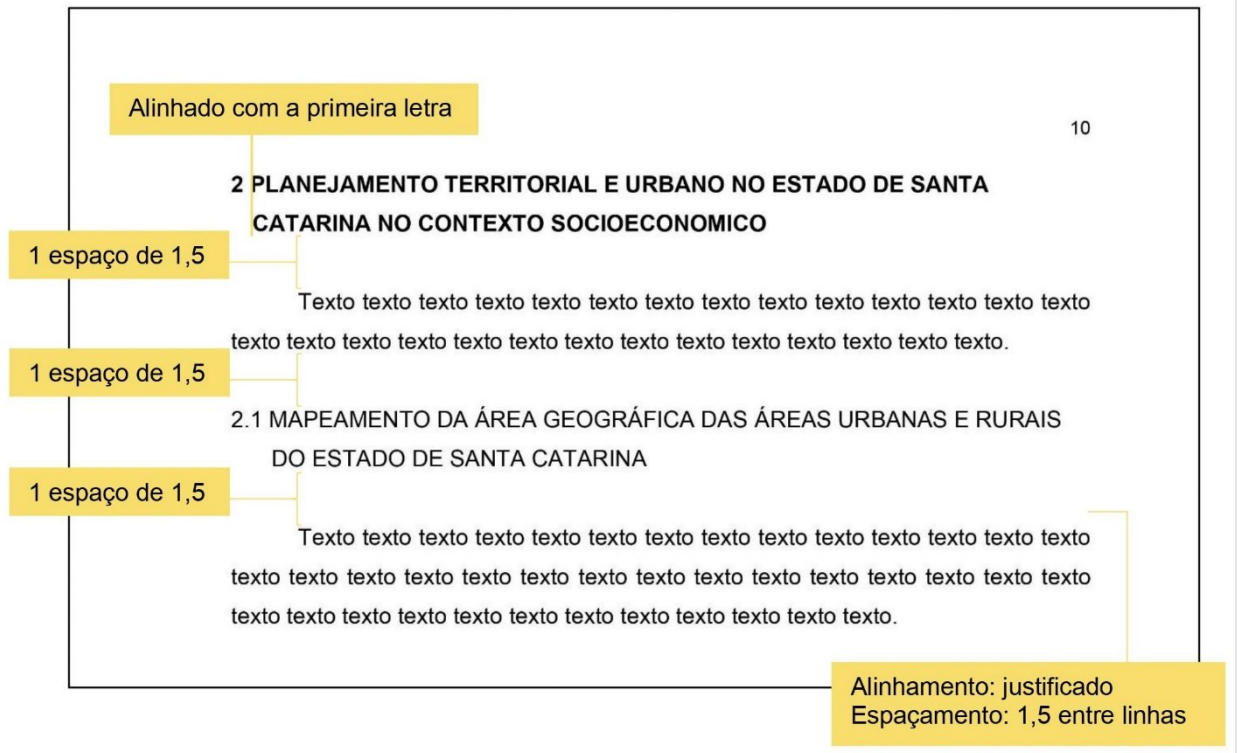 Alinhado com a primeira letra
10
2 PLANEJAMENTO TERRITORIAL E URBANO NO ESTADO DE SANTA
CATARINA NO CONTEXTO SOCIOECONOMICO
1 espaço de 1,5
Texto texto texto texto texto texto texto texto texto texto texto texto texto texto
texto texto texto texto texto texto texto texto texto texto texto texto texto texto.
1 espaço de 1,5
2.1 MAPEAMENTO DA ÁREA GEOGRÁFICA DAS ÁREAS URBANAS E RURAIS
DO ESTADO DE SANTA CATARINA
1 espaço de 1,5
Texto texto texto texto texto texto texto texto texto texto texto texto texto texto
texto texto texto texto texto texto texto texto texto texto texto texto texto texto texto
texto texto texto texto texto texto texto texto texto texto texto texto.
Alinhamento: justificado
Espaçamento: 1,5 entre linhas